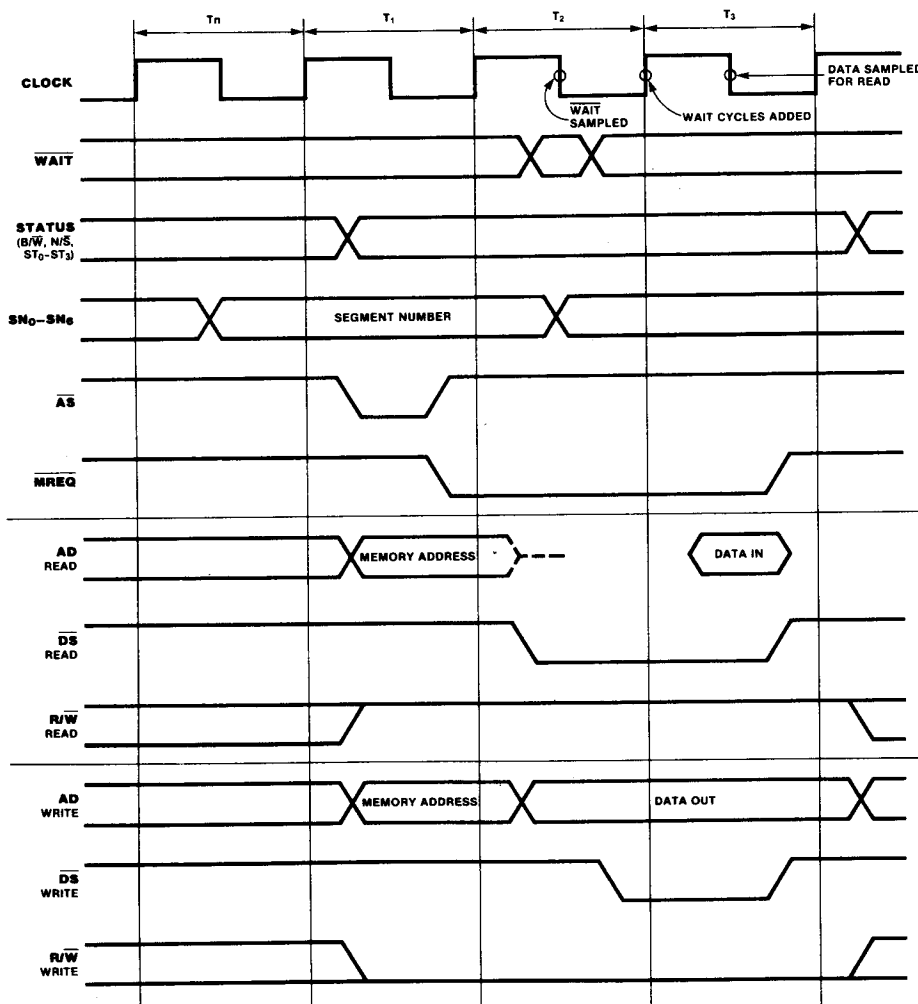 Tn T1 T2 T3
CLOCK
WAIT SAMPLED
WAIT CYCLES ADDED
DATA SAMPLED FOR READ
WAIT
STATUS
(B/W, N/S,
ST0–ST3)
SN0–SN6
SEGMENT NUMBER
AS
MREQ
AD
READ
MEMORY ADDRESS
DATA IN
DS
READ
R/W
READ
AD
WRITE
MEMORY ADDRESS
DATA OUT
DS
WRITE
R/W
WRITE